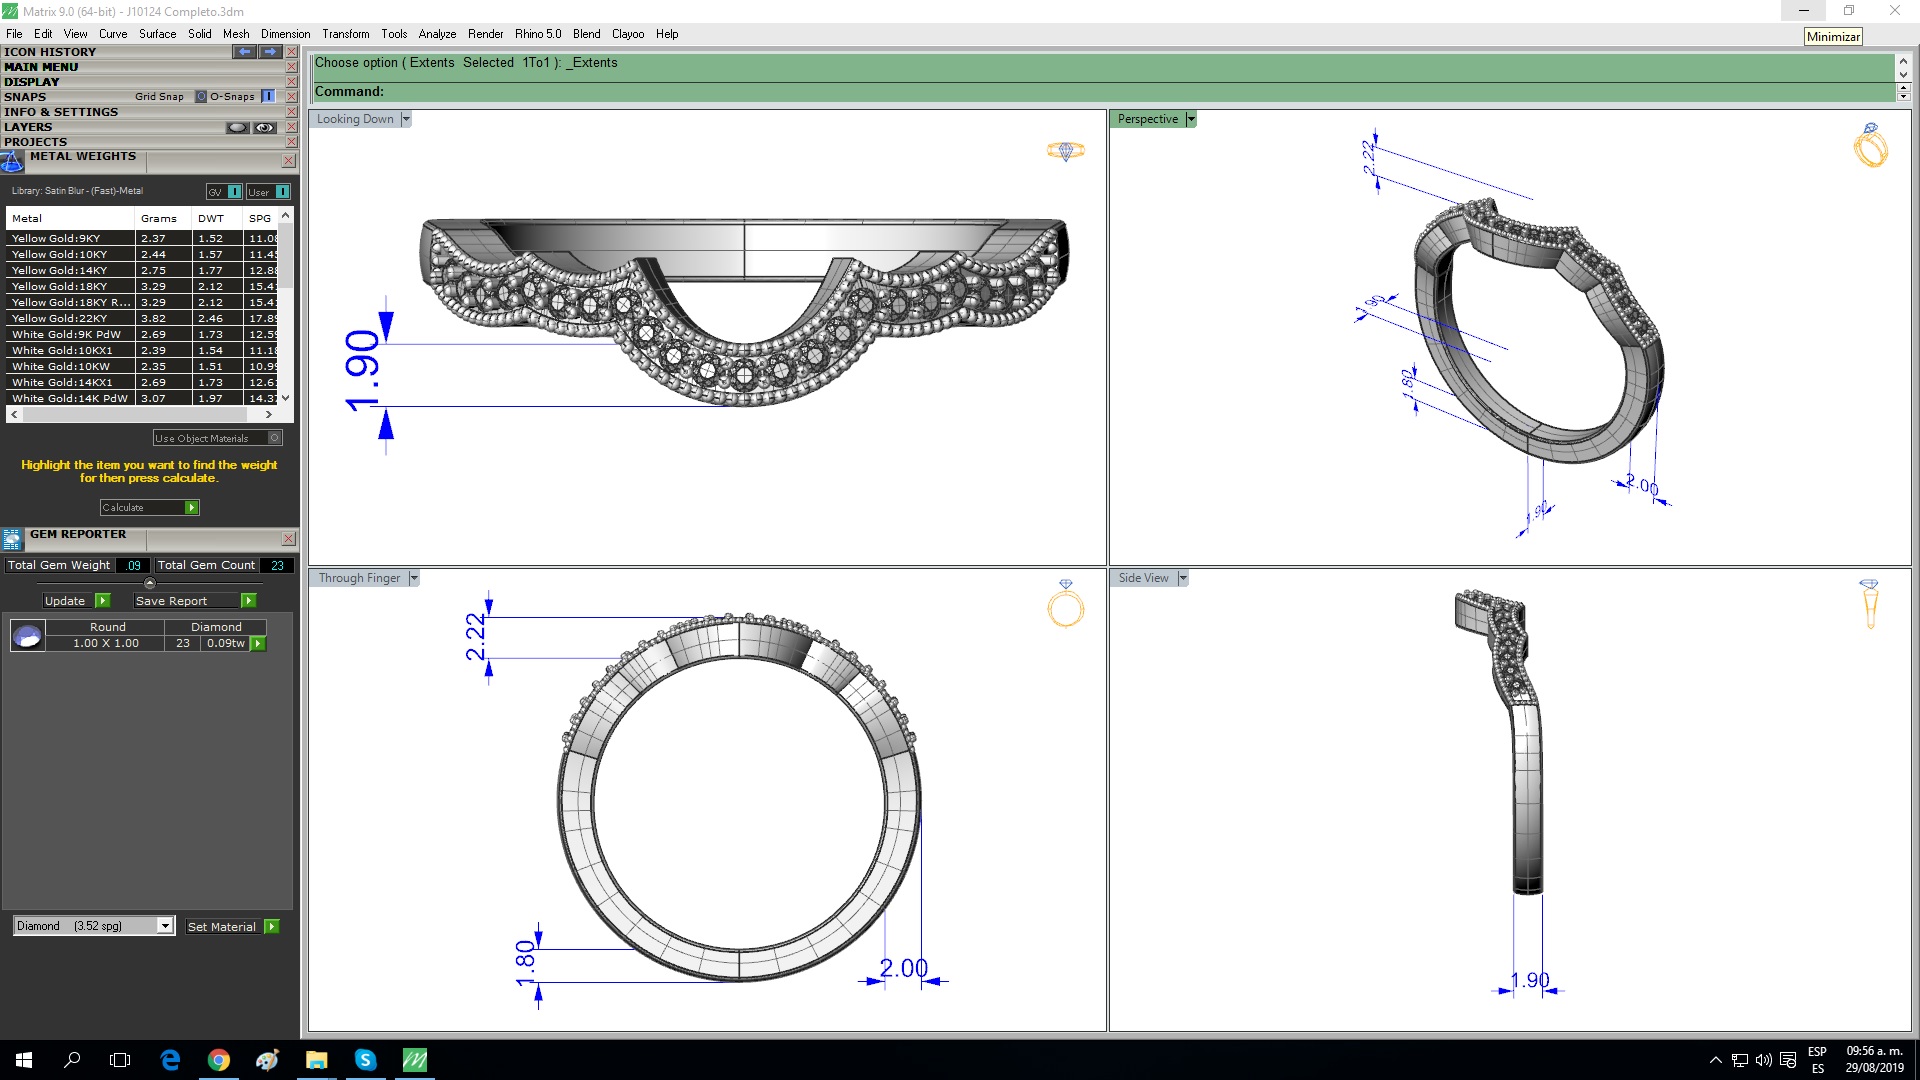 Matrix 9.0 (64-bit) - J10124 Completo.3dm
File Edit View Curve Surface Solid Mesh Dimension Transform Tools Analyze Render Rhino 5.0 Blend Clayoo Help
Minimizar
ICON HISTORY
MAIN MENU
DISPLAY
SNAPS Grid Snap O-Snaps
INFO & SETTINGS
LAYERS
PROJECTS
METAL WEIGHTS
Library: Satin Blur - (Fast)-Metal GV User
Metal Grams DWT SPG
Yellow Gold:9KY 2.37 1.52 11.08
Yellow Gold:10KY 2.44 1.57 11.4
Yellow Gold:14KY 2.75 1.77 12.88
Yellow Gold:18KY 3.29 2.12 15.4
Yellow Gold:18KY R... 3.29 2.12 15.4
Yellow Gold:22KY 3.82 2.46 17.89
White Gold:9K PdW 2.69 1.73 12.59
White Gold:10KX1 2.39 1.54 11.18
White Gold:10KW 2.35 1.51 10.99
White Gold:14KX1 2.69 1.73 12.6
White Gold:14K PdW 3.07 1.97 14.3
Use Object Materials
Highlight the item you want to find the weight
for then press calculate.
Calculate
GEM REPORTER
Total Gem Weight .09 Total Gem Count 23
Update Save Report
Round Diamond
1.00 X 1.00 23 0.09tw
Diamond (3.52 spg) Set Material
Choose option ( Extents Selected 1To1 ): _Extents
Command:
Looking Down
1.90
Perspective
2.22
1.90
1.80
2.00
1.90
Through Finger
2.22
1.80
2.00
Side View
1.90
ESP
ES
09:56 a. m.
29/08/2019